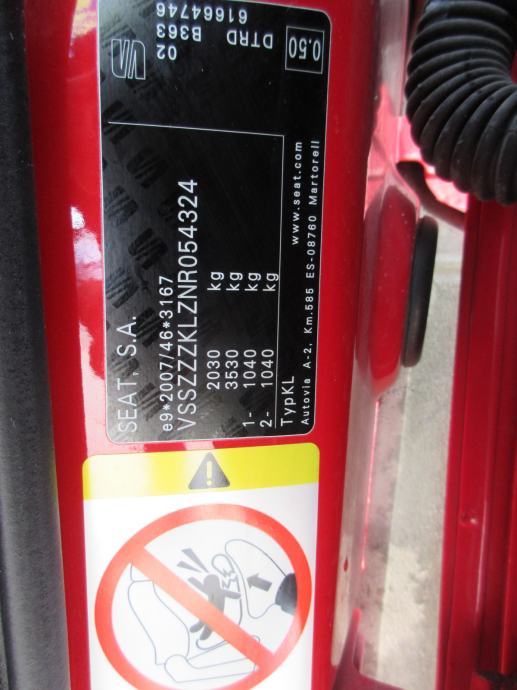 SEAT, S.A.
e9*2007/46*3167
VSSZZZKLZNR054324
2030 kg
3530 kg
1- 1040 kg
2- 1040 kg
TypKL
www.seat.com
Autovia A-2, Km.585 ES-08760 Martorell
02
B363
61664746
DTRD
0.50